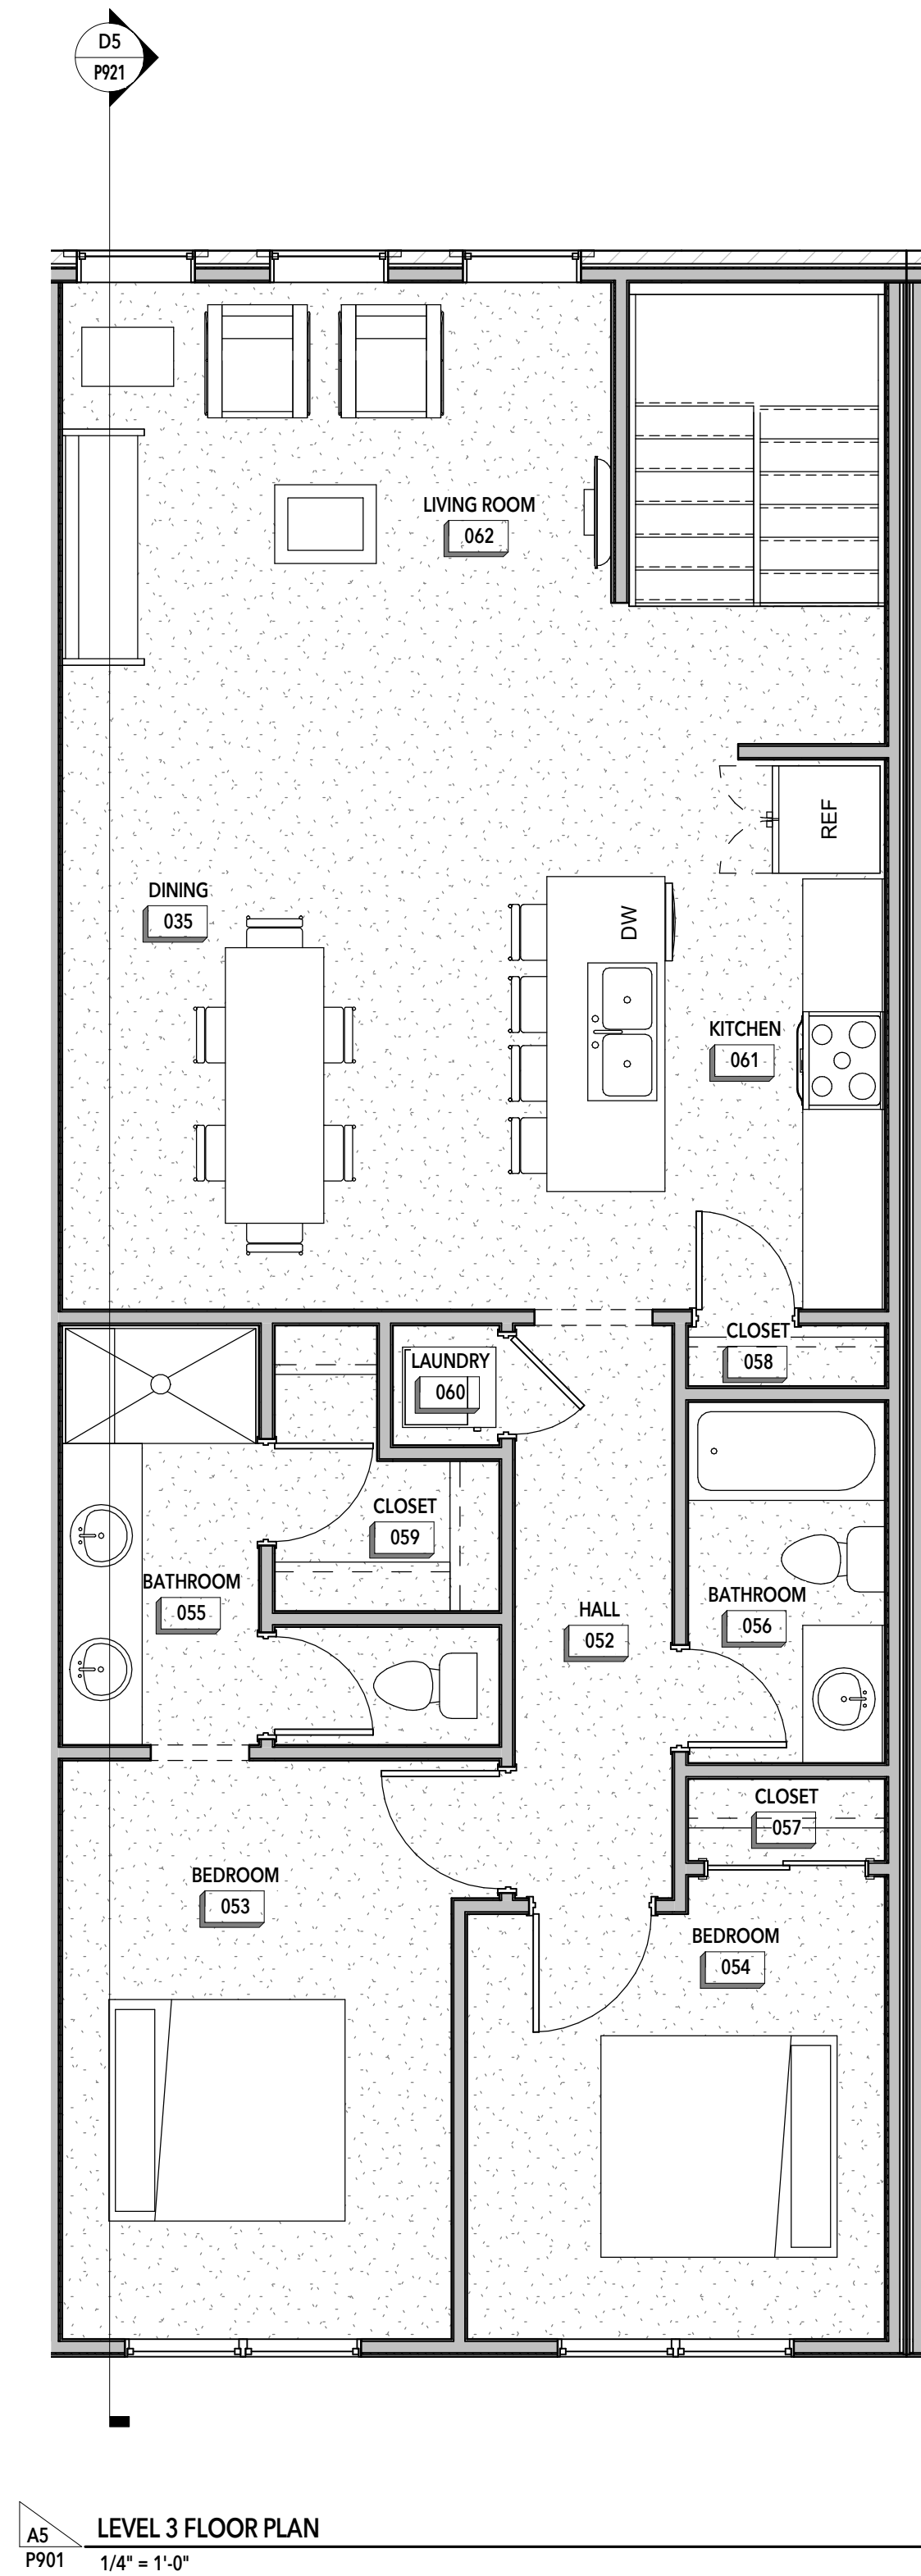 D5
P921
LIVING ROOM
062
REF
DINING
035
DW
KITCHEN
061
CLOSET
058
LAUNDRY
060
CLOSET
059
BATHROOM
055
HALL
052
BATHROOM
056
CLOSET
057
BEDROOM
053
BEDROOM
054
A5
P901
LEVEL 3 FLOOR PLAN
1/4" = 1'-0"